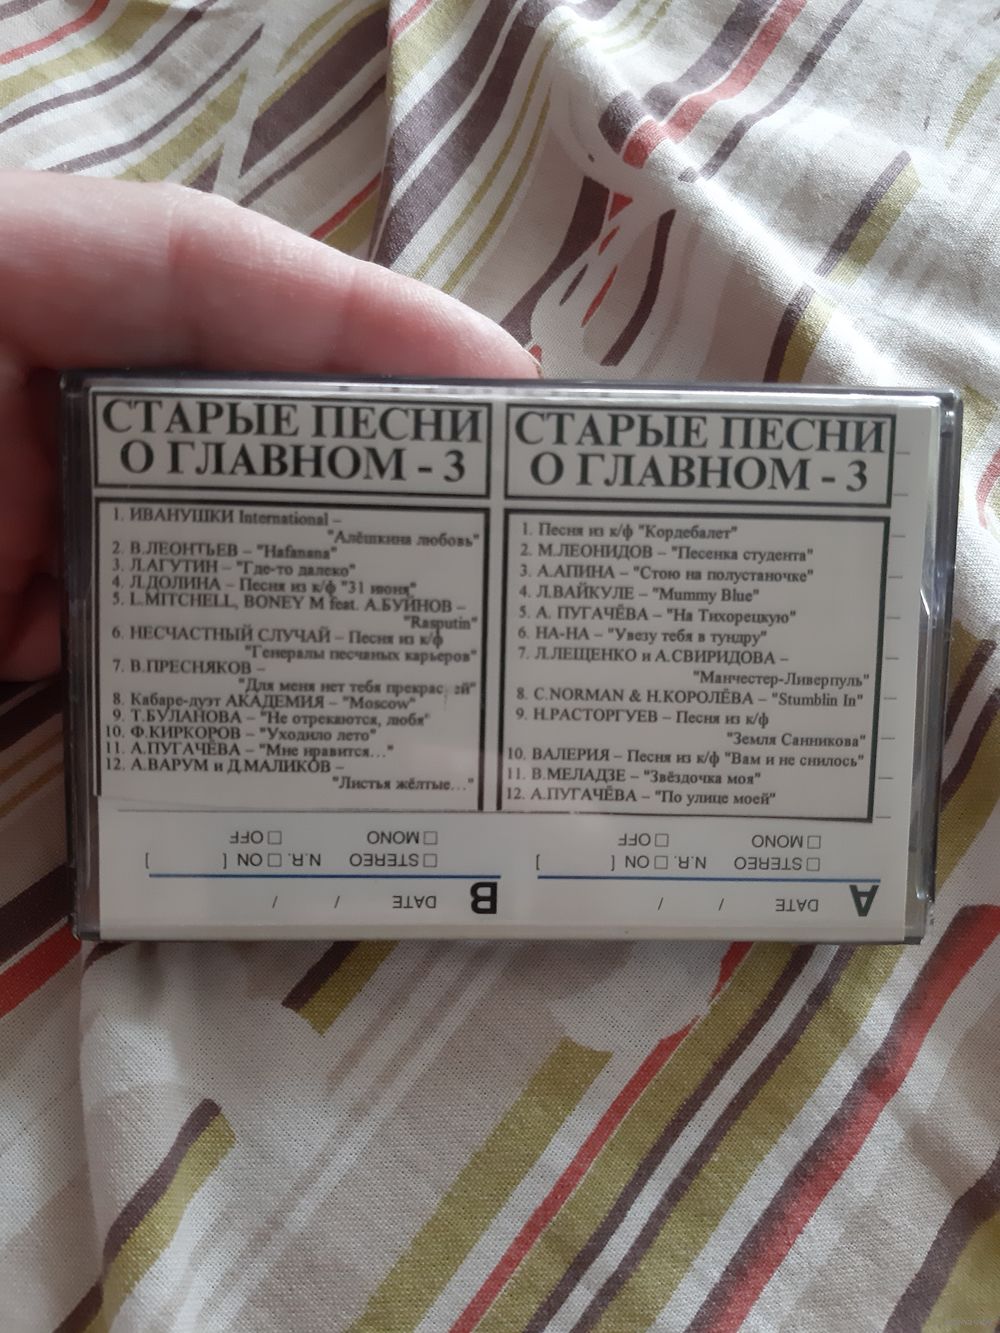 СТАРЫЕ ПЕСНИ
О ГЛАВНОМ - 3
1. ИВАНУШКИ International –
"Алёшкина любовь"
2. В.ЛЕОНТЬЕВ – "Hafanana"
3. Л.АГУТИН – "Где-то далеко"
4. Л.ДОЛИНА – Песня из к/ф "31 июня"
5. L.MITCHELL, BONEY M feat. А.БУЙНОВ –
"Rasputin"
6. НЕСЧАСТНЫЙ СЛУЧАЙ – Песня из к/ф
"Генералы песчаных карьеров"
7. В.ПРЕСНЯКОВ –
"Для меня нет тебя прекрасней"
8. Кабаре-дуэт АКАДЕМИЯ – "Moscow"
9. Т.БУЛАНОВА – "Не отрекаются, любя"
10. Ф.КИРКОРОВ – "Уходило лето"
11. А.ПУГАЧЁВА – "Мне нравится..."
12. А.ВАРУМ и Д.МАЛИКОВ –
"Листья жёлтые..."
СТАРЫЕ ПЕСНИ
О ГЛАВНОМ - 3
1. Песня из к/ф "Кордебалет"
2. М.ЛЕОНИДОВ – "Песенка студента"
3. А.АПИНА – "Стою на полустаночке"
4. Л.ВАЙКУЛЕ – "Mummy Blue"
5. А. ПУГАЧЁВА – "На Тихорецкую"
6. НА-НА – "Увезу тебя в тундру"
7. Л.ЛЕЩЕНКО и А.СВИРИДОВА –
"Манчестер-Ливерпуль"
8. C.NORMAN & Н.КОРОЛЁВА – "Stumblin In"
9. Н.РАСТОРГУЕВ – Песня из к/ф
"Земля Санникова"
10. ВАЛЕРИЯ – Песня из к/ф "Вам и не снилось"
11. В.МЕЛАДЗЕ – "Звёздочка моя"
12. А.ПУГАЧЁВА – "По улице моей"
A DATE / /
□ STEREO N.R. □ ON [ ]
□ MONO □ OFF
B DATE / /
□ STEREO N.R. □ ON [ ]
□ MONO □ OFF